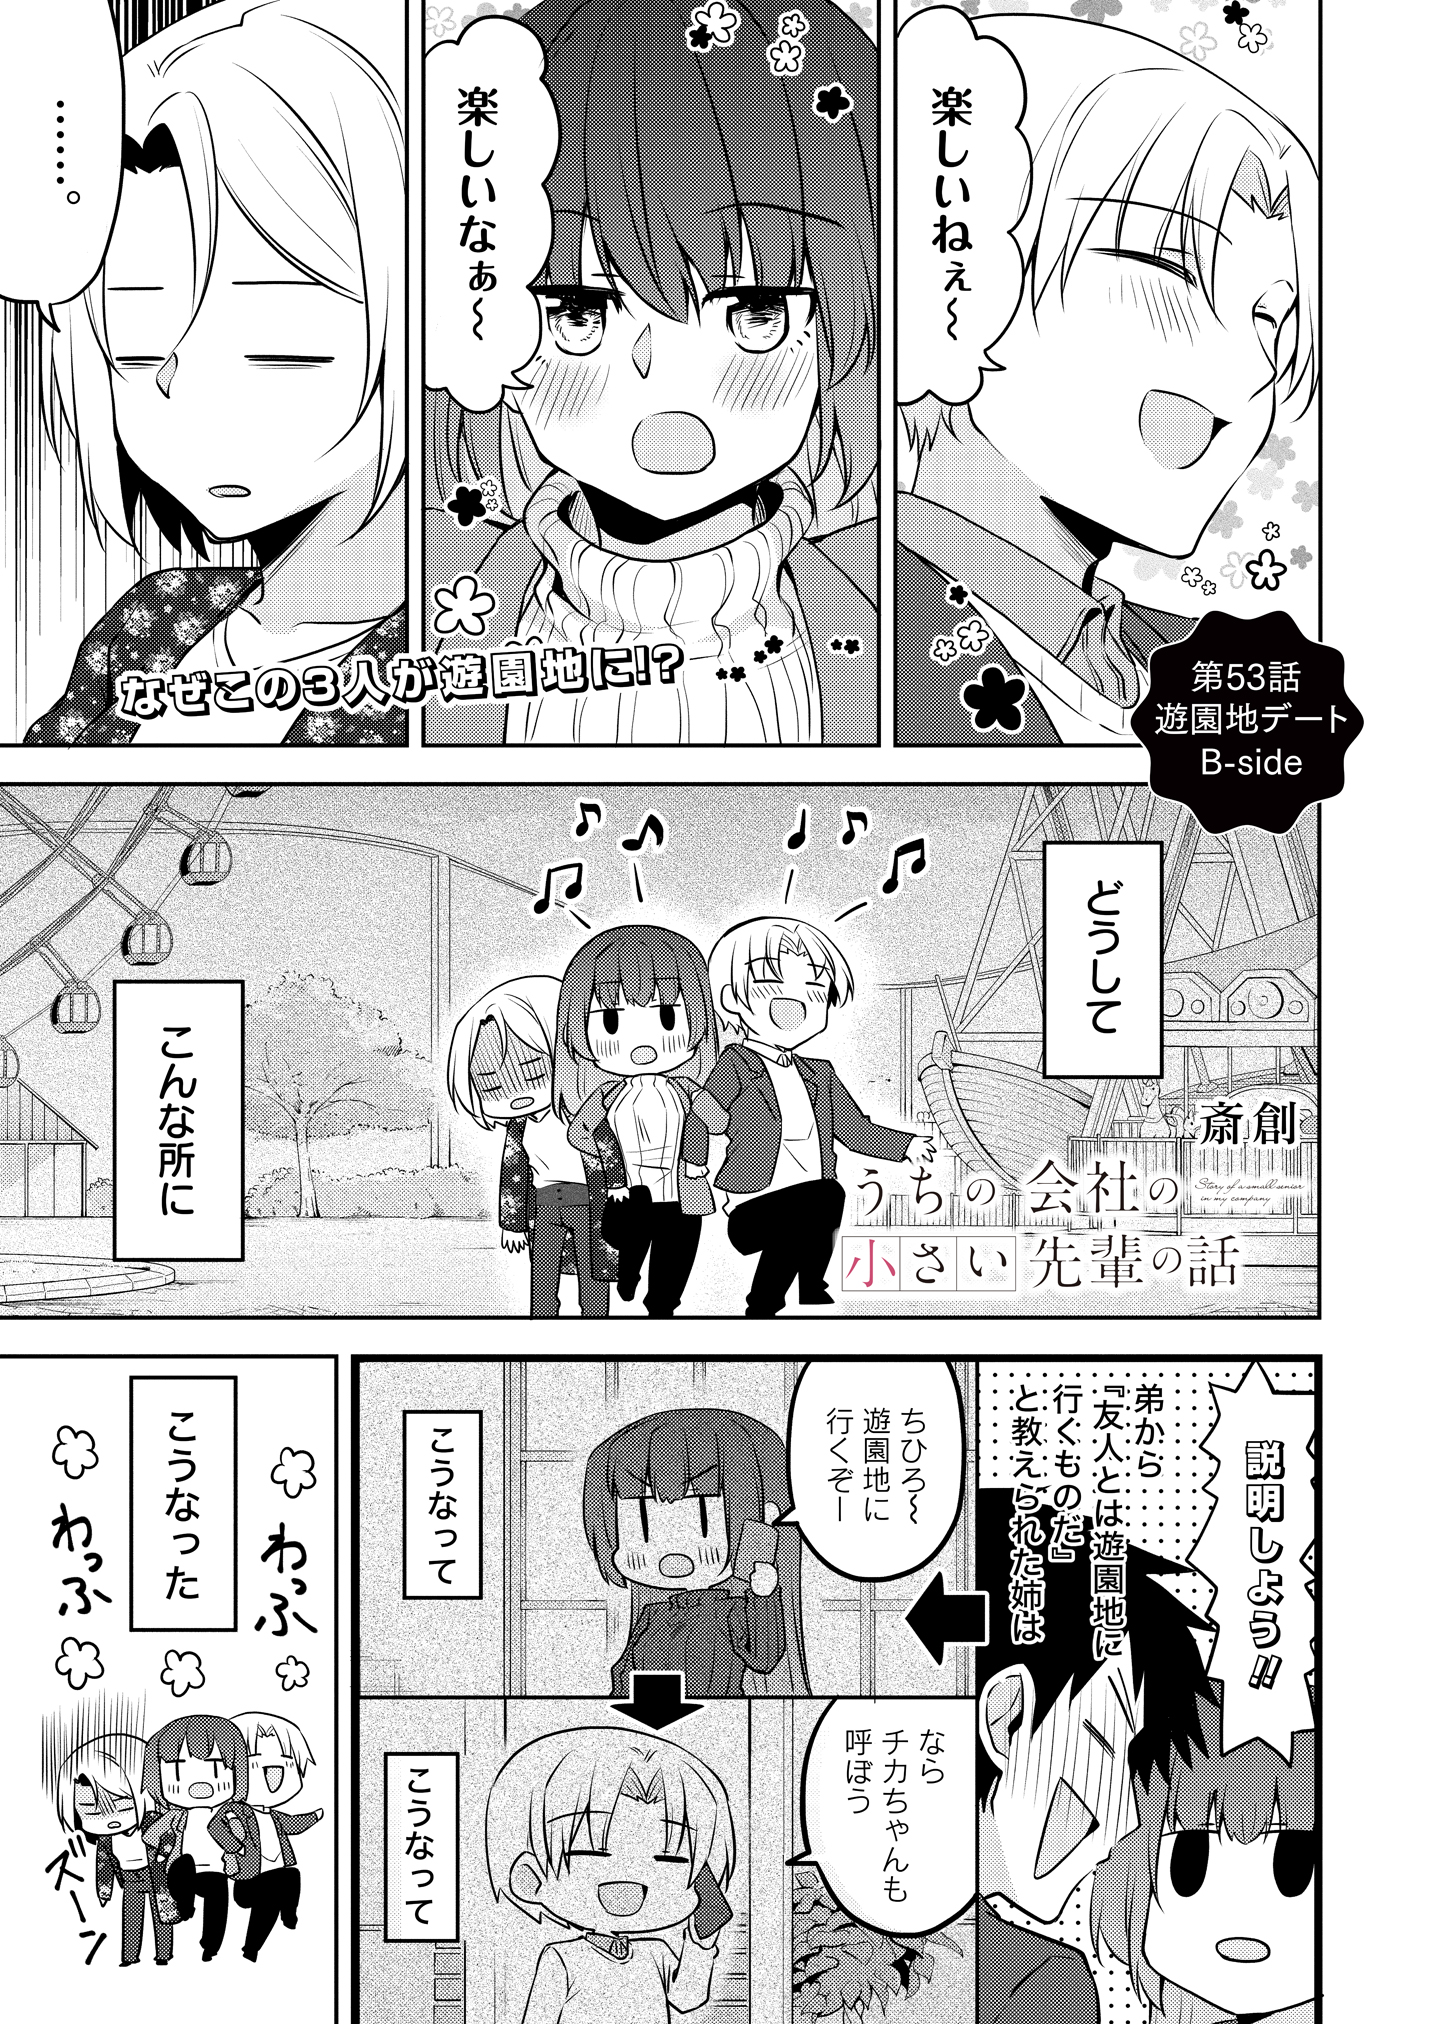 楽しいねぇ〜
楽しいなぁ〜
……。
なぜこの3人が遊園地に!?
第53話
遊園地デート
B-side
どうして
こんな所に
斎創
うちの会社の
小さい先輩の話
Story of a small senior
in my company
説明しよう!!
弟から
『友人とは遊園地に
行くものだ』
と教えられた姉は
ちひろ〜
遊園地に
行くぞー
こうなって
なら
チカちゃんも
呼ぼう
こうなって
こうなった
わっふ
わっふ
ズーン